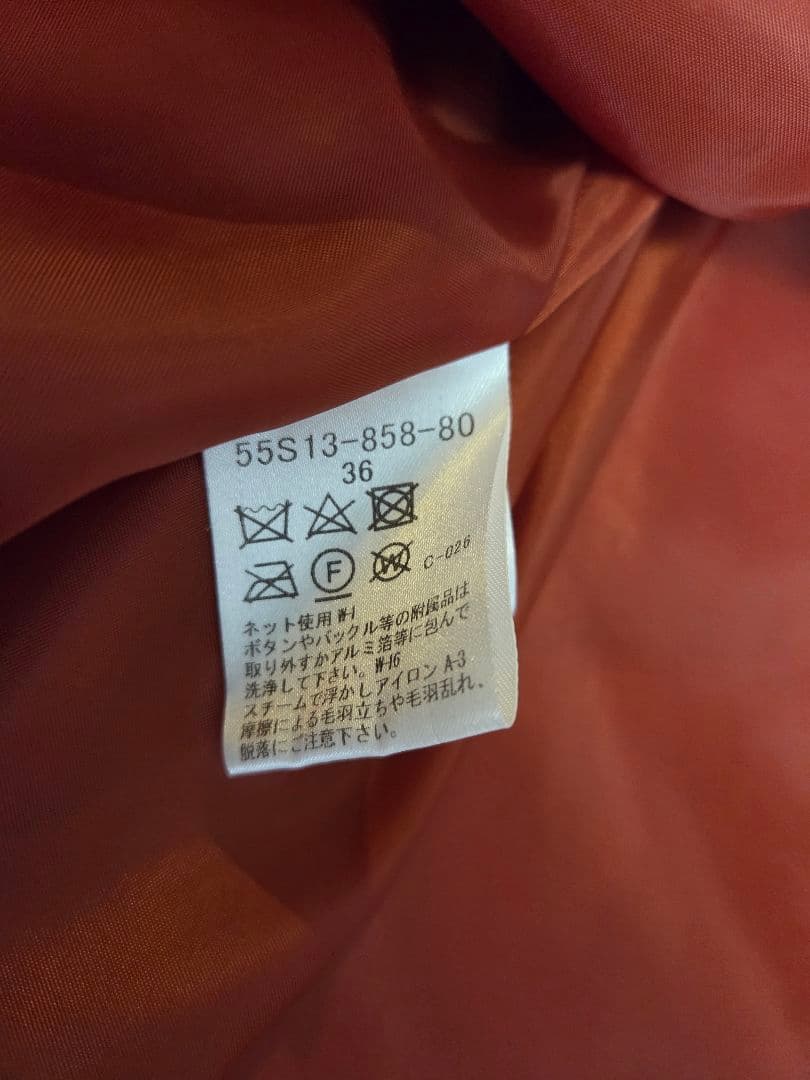 55S13-858-80
36
F W C-026
ネット使用 W-1
ボタンやバックル等の附属品は
取り外すかアルミ箔等に包んで
洗浄して下さい。W-16
スチームで浮かしアイロン A-3
摩擦による毛羽立ちや毛羽乱れ、
脱落にご注意下さい。